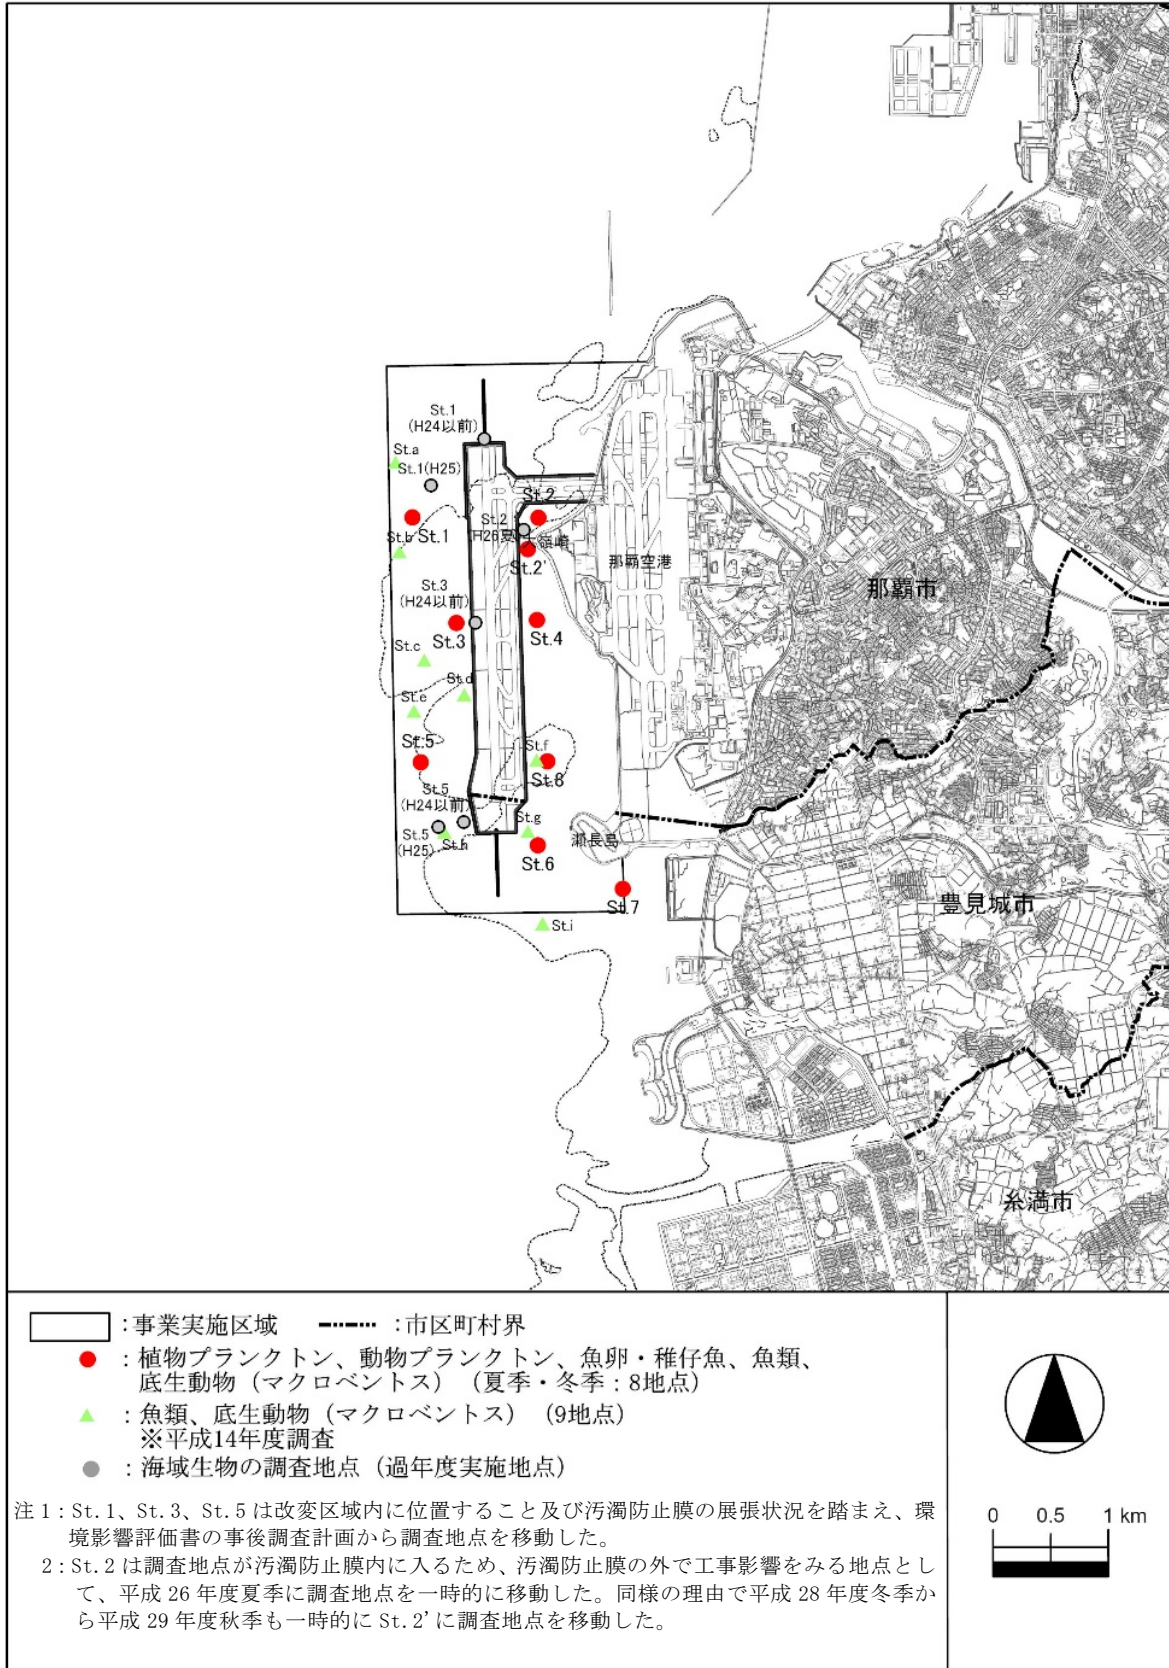 St.1
(H24以前)
St.a
St.1(H25)
St.2
St.1
St.2
(H26夏)
大嶺崎
St.b
St.2'
那覇空港
那覇市
St.3
(H24以前)
St.3
St.4
St.c
St.d
St.e
St.5
St.f
St.8
St.5
(H24以前)
St.g
St.5
(H25)
St.h
瀬長島
St.6
St.7
豊見城市
St.i
糸満市
:事業実施区域 :市区町村界
:植物プランクトン、動物プランクトン、魚卵・稚仔魚、魚類、
底生動物（マクロベントス）（夏季・冬季：8地点）
:魚類、底生動物（マクロベントス）（9地点）
※平成14年度調査
:海域生物の調査地点（過年度実施地点）
注1：St.1、St.3、St.5は改変区域内に位置すること及び汚濁防止膜の展張状況を踏まえ、環
境影響評価書の事後調査計画から調査地点を移動した。
2：St.2は調査地点が汚濁防止膜内に入るため、汚濁防止膜の外で工事影響をみる地点とし
て、平成26年度夏季に調査地点を一時的に移動した。同様の理由で平成28年度冬季か
ら平成29年度秋季も一時的にSt.2'に調査地点を移動した。
0 0.5 1 km